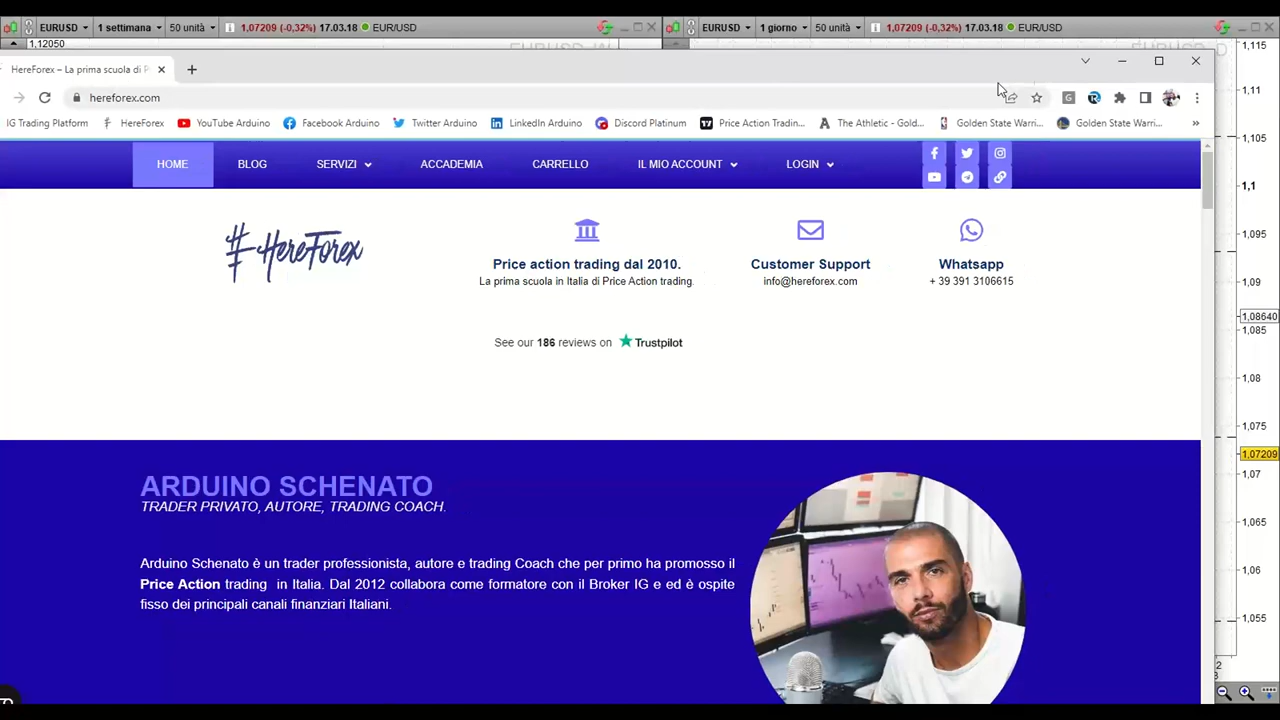 EURUSD 1 settimana 50 unità 1,07209 (-0,32%) 17.03.18 EUR/USD
EURUSD 1 giorno 50 unità 1,07209 (-0,32%) 17.03.18 EUR/USD
1,12050
HereForex – La prima scuola di P
hereforex.com
IG Trading Platform HereForex YouTube Arduino Facebook Arduino Twitter Arduino LinkedIn Arduino Discord Platinum Price Action Tradin... The Athletic - Gold... Golden State Warri... Golden State Warri... »
HOME BLOG SERVIZI ACCADEMIA CARRELLO IL MIO ACCOUNT LOGIN
#HereForex
Price action trading dal 2010.
La prima scuola in Italia di Price Action trading.
Customer Support
info@hereforex.com
Whatsapp
+ 39 391 3106615
See our 186 reviews on Trustpilot
ARDUINO SCHENATO
TRADER PRIVATO, AUTORE, TRADING COACH.
Arduino Schenato è un trader professionista, autore e trading Coach che per primo ha promosso il
Price Action trading in Italia. Dal 2012 collabora come formatore con il Broker IG e ed è ospite
fisso dei principali canali finanziari Italiani.
1,115
1,11
1,105
1,1
1,095
1,09
1,08640
1,085
1,08
1,075
1,07209
1,07
1,065
1,06
1,055